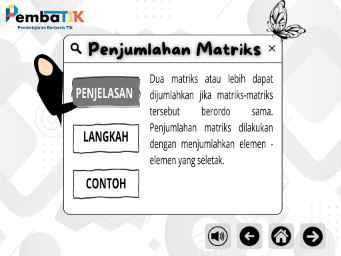 PembaTIK
Pembelajaran Berbasis TIK
Penjumlahan Matriks
PENJELASAN
LANGKAH
CONTOH
Dua matriks atau lebih dapat
dijumlahkan jika matriks-matriks
tersebut berordo sama.
Penjumlahan matriks dilakukan
dengan menjumlahkan elemen -
elemen yang seletak.